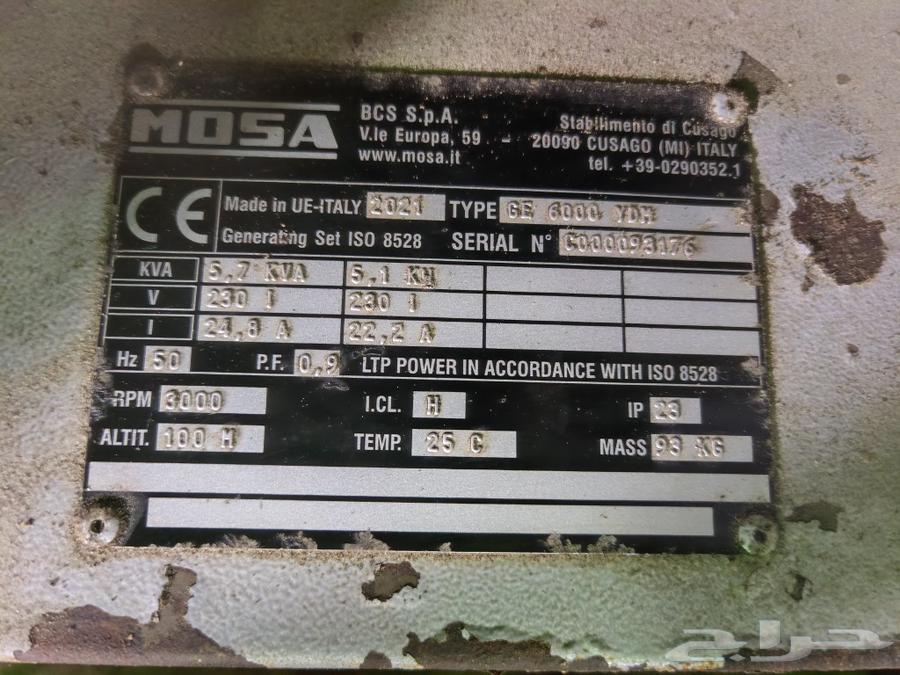 MOSA
BCS S.p.A.
V.le Europa, 59 - 20090 CUSAGO (MI) ITALY
www.mosa.it
Stabilimento di Cusago
tel. +39-0290352.1
CE Made in UE-ITALY 2021 TYPE GE 6000 YDM
Generating Set ISO 8528 SERIAL N° C000093176
KVA 5,7 KVA 5,1 KW
V 230 1 230 1
I 24,8 A 22,2 A
Hz 50 P.F. 0,9 LTP POWER IN ACCORDANCE WITH ISO 8528
RPM 3000 I.CL. H IP 23
ALTIT. 100 M TEMP. 25 C MASS 93 KG
حراج